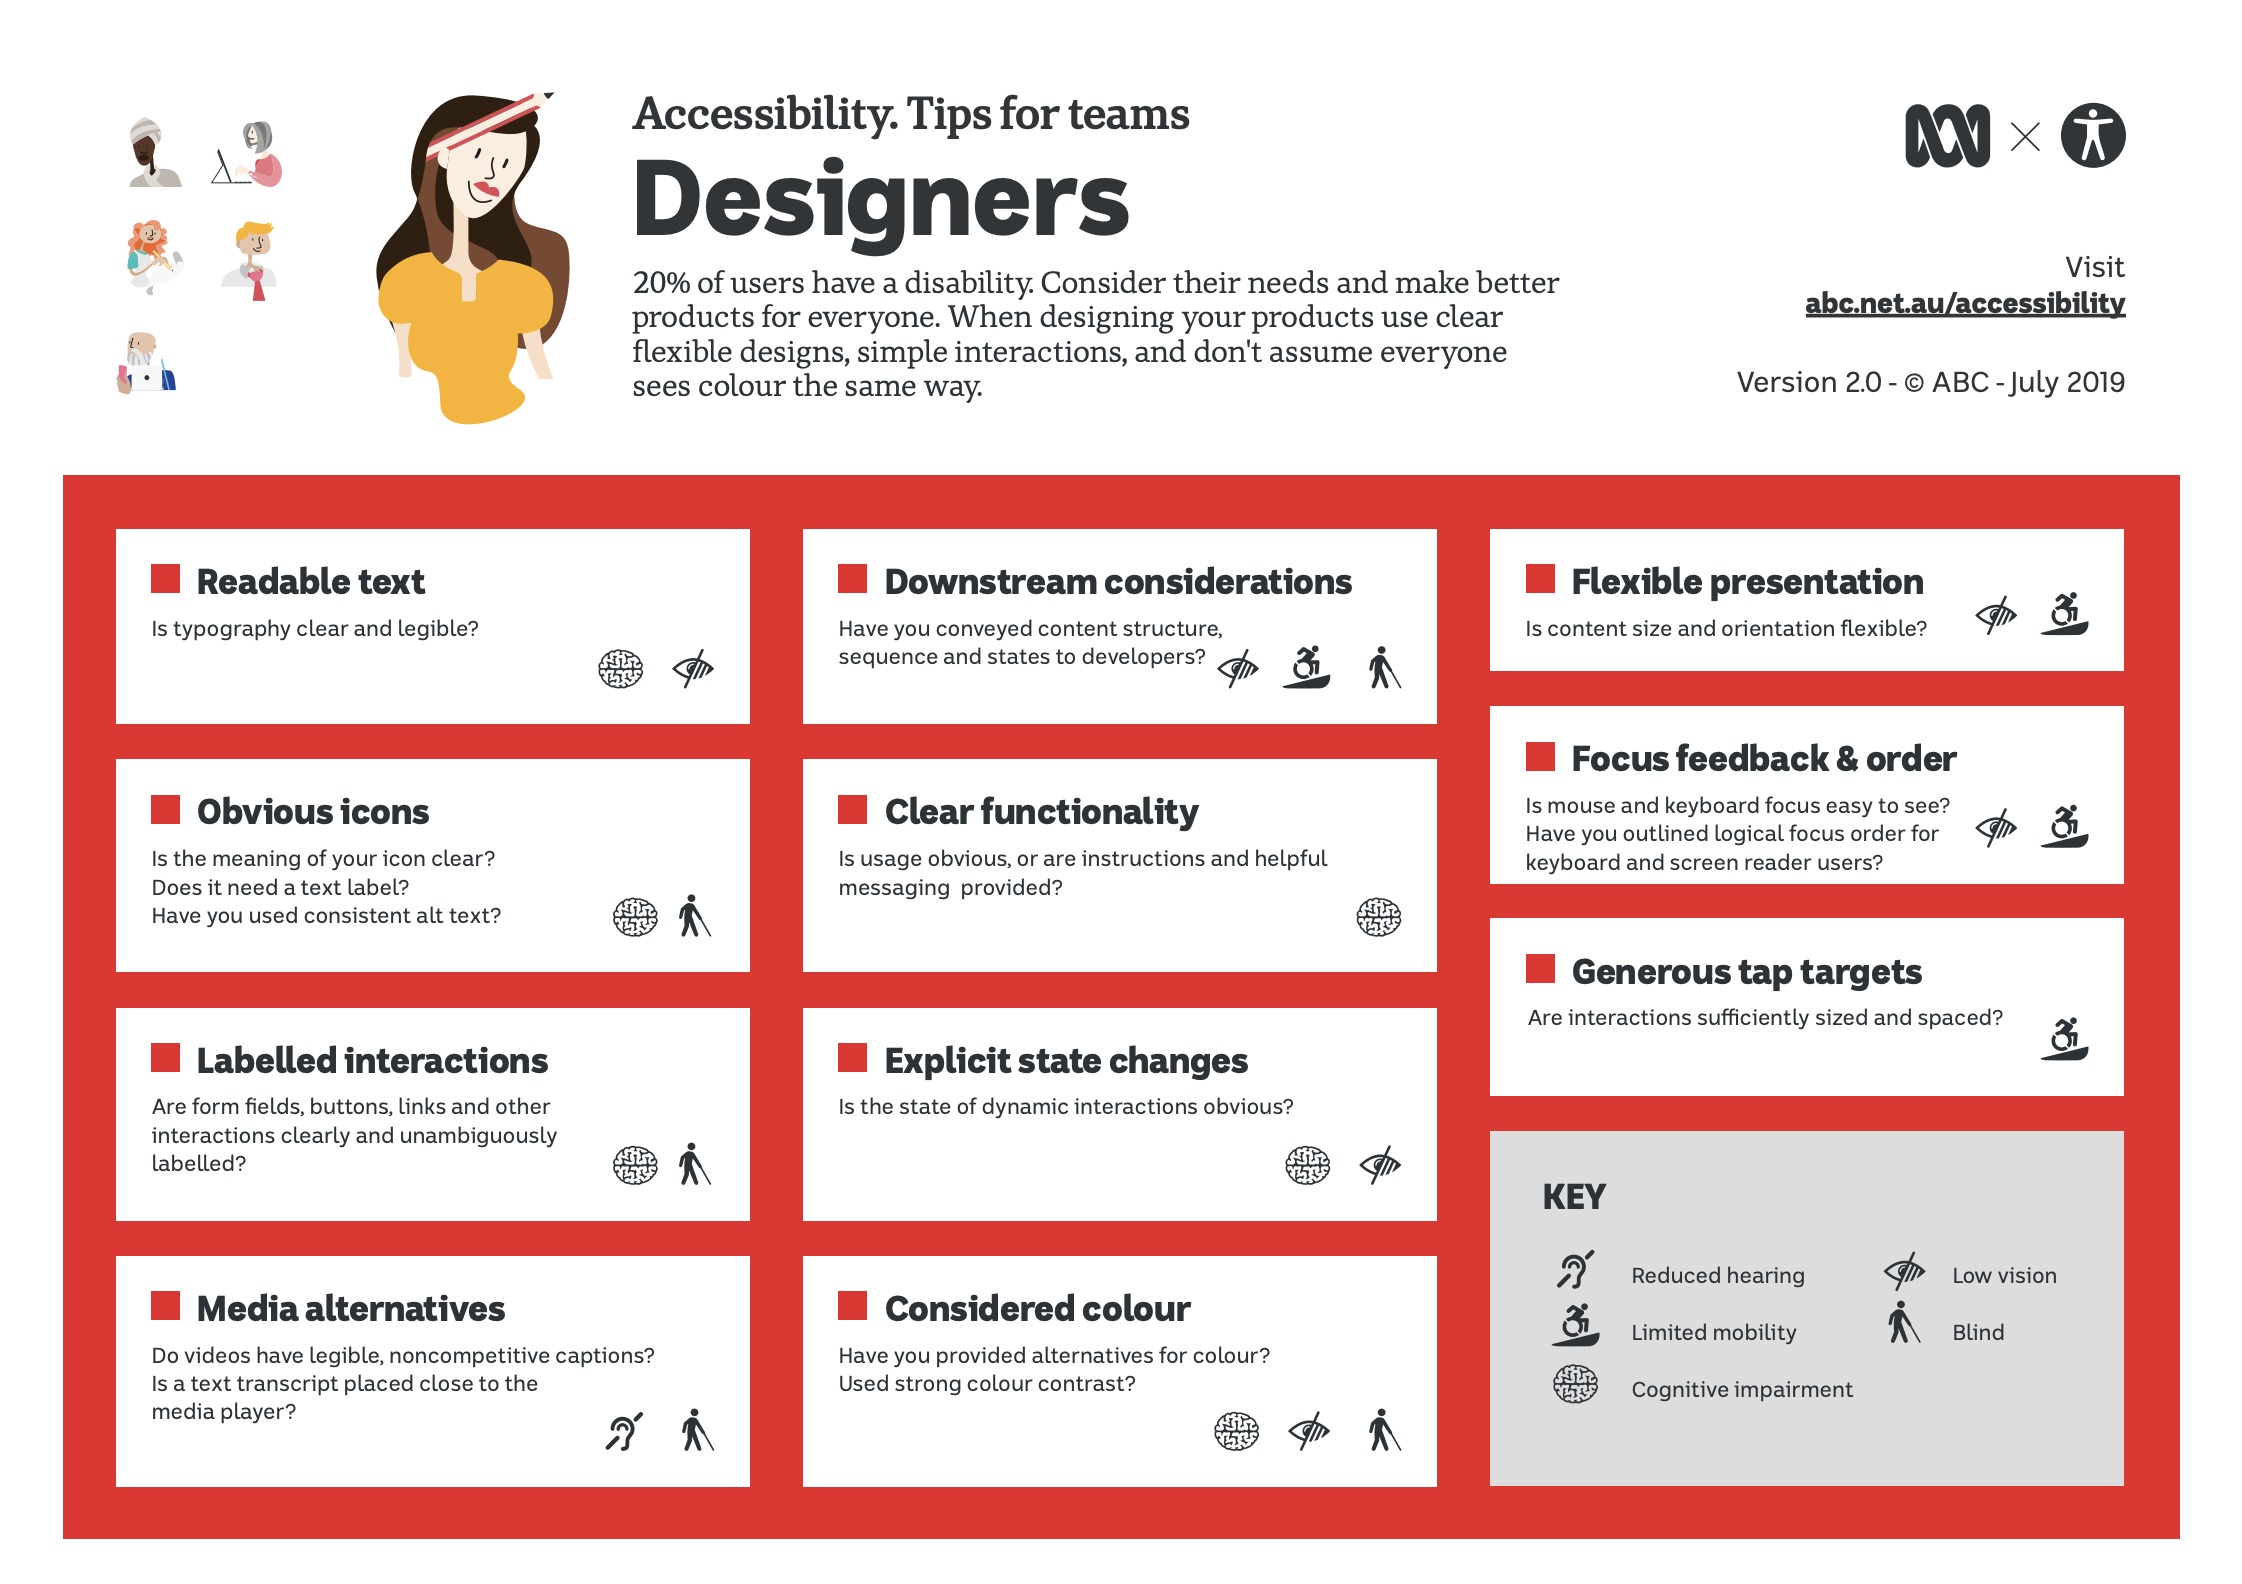 Accessibility. Tips for teams
Designers
20% of users have a disability. Consider their needs and make better
products for everyone. When designing your products use clear
flexible designs, simple interactions, and don't assume everyone
sees colour the same way.
Visit
abc.net.au/accessibility
Version 2.0 - © ABC - July 2019
Readable text
Is typography clear and legible?
Obvious icons
Is the meaning of your icon clear?
Does it need a text label?
Have you used consistent alt text?
Labelled interactions
Are form fields, buttons, links and other
interactions clearly and unambiguously
labelled?
Media alternatives
Do videos have legible, noncompetitive captions?
Is a text transcript placed close to the
media player?
Downstream considerations
Have you conveyed content structure,
sequence and states to developers?
Clear functionality
Is usage obvious, or are instructions and helpful
messaging  provided?
Explicit state changes
Is the state of dynamic interactions obvious?
Considered colour
Have you provided alternatives for colour?
Used strong colour contrast?
Flexible presentation
Is content size and orientation flexible?
Focus feedback & order
Is mouse and keyboard focus easy to see?
Have you outlined logical focus order for
keyboard and screen reader users?
Generous tap targets
Are interactions sufficiently sized and spaced?
KEY
Reduced hearing
Low vision
Limited mobility
Blind
Cognitive impairment